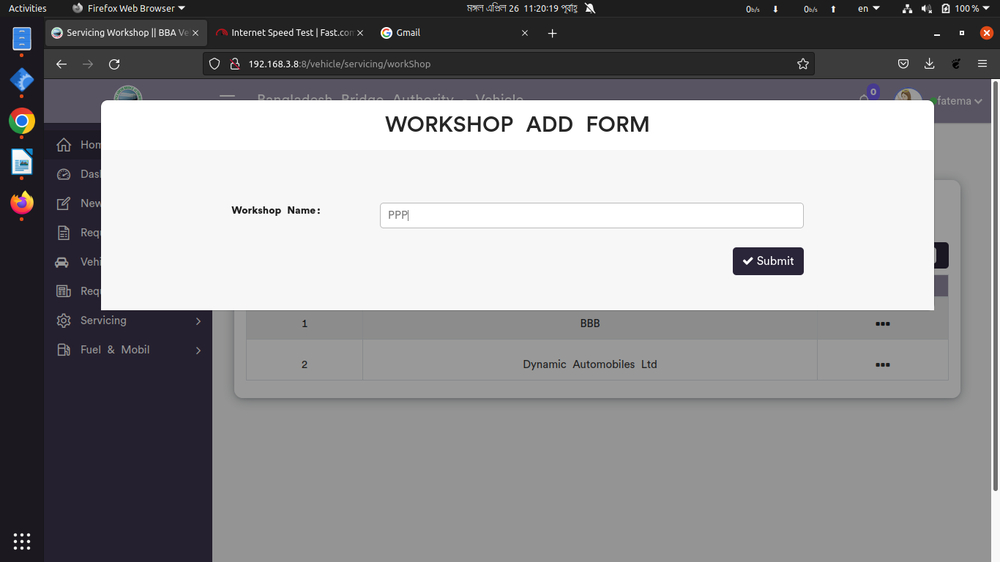 Activities
Firefox Web Browser
মঙ্গল এপ্রিল 26 11:20:19 পূর্বাহ্ণ
0b/s
0b/s
en
100 %
Servicing Workshop || BBA Ve
Internet Speed Test | Fast.com
Gmail
192.168.3.8:8/vehicle/servicing/workShop
Bangladesh Bridge Authority - Vehicle
0
fatema
WORKSHOP ADD FORM
Hom
Dash
New
Workshop Name:
PPP
Requ
Vehi
Submit
Requ
Servicing
1
BBB
Fuel & Mobil
2
Dynamic Automobiles Ltd